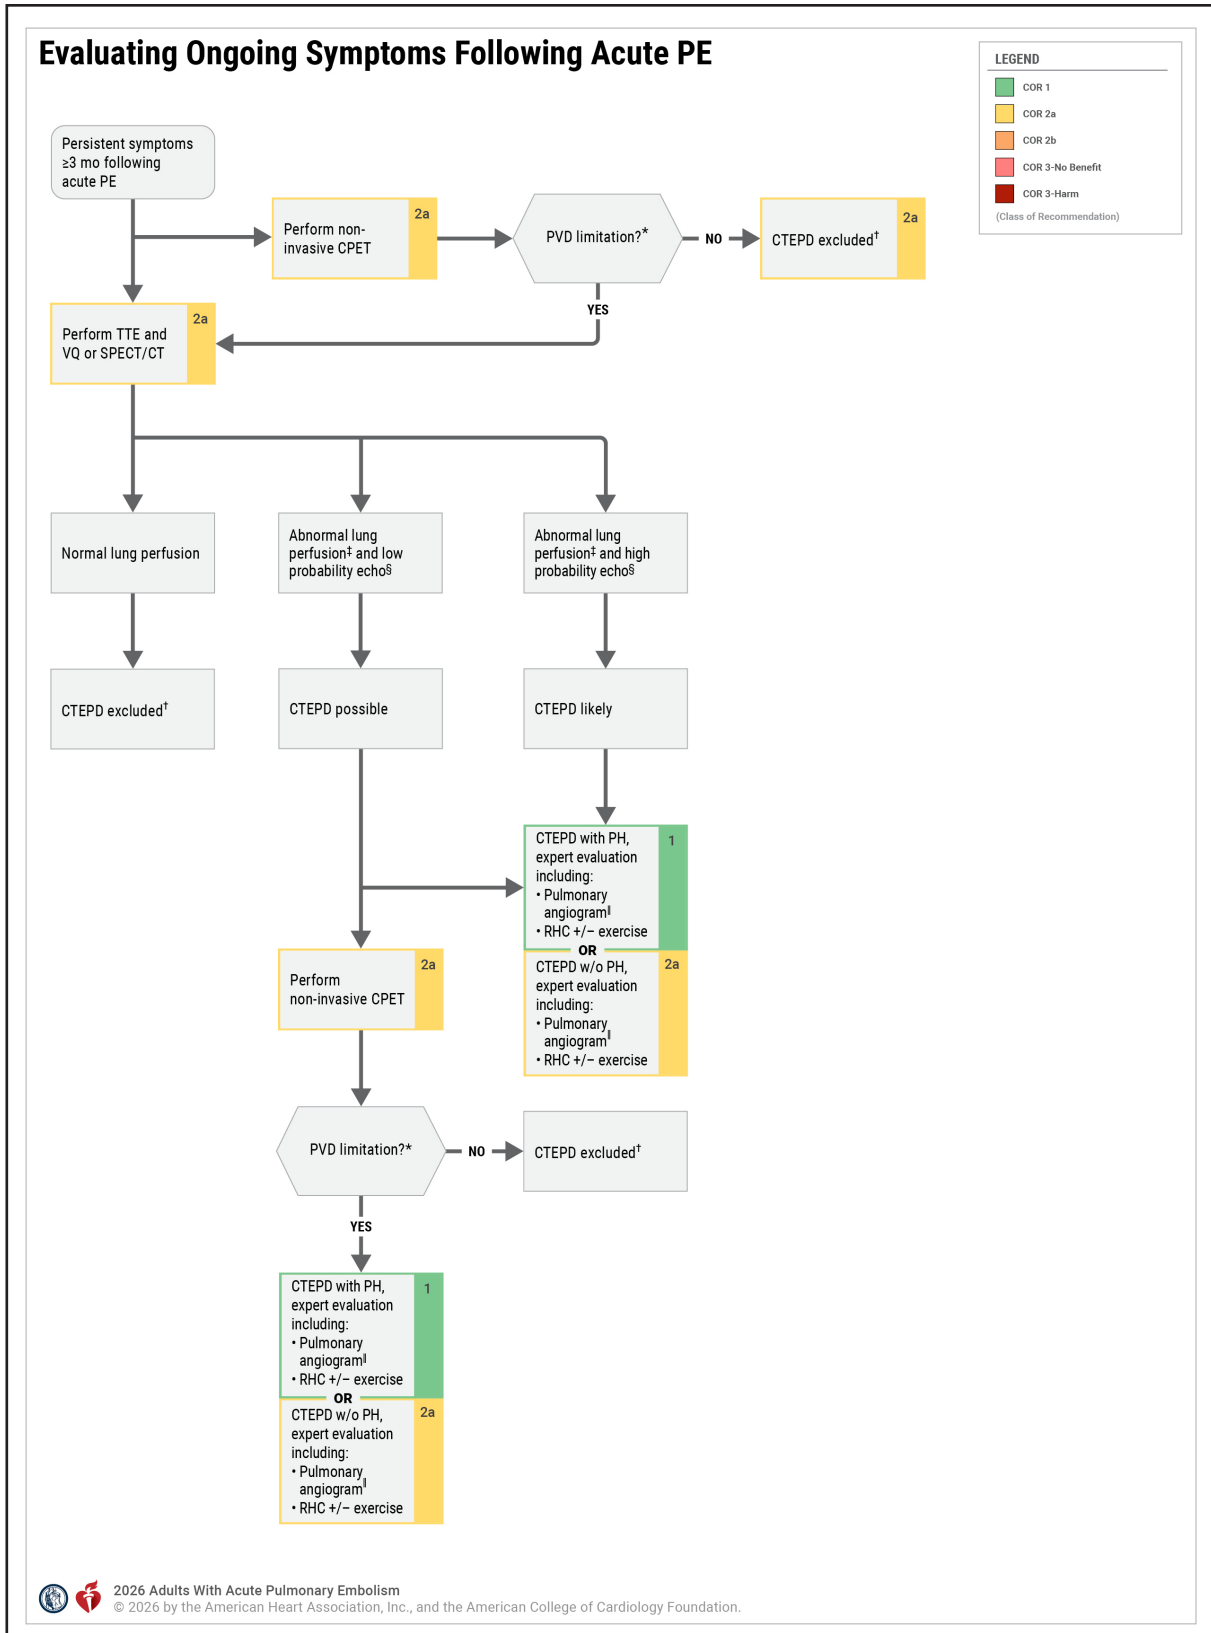 Evaluating Ongoing Symptoms Following Acute PE
LEGEND
COR 1
COR 2a
COR 2b
COR 3-No Benefit
COR 3-Harm
(Class of Recommendation)
Persistent symptoms
≥3 mo following
acute PE
Perform non-
invasive CPET
2a
PVD limitation?*
NO
CTEPD excluded†
2a
YES
Perform TTE and
VQ or SPECT/CT
2a
Normal lung perfusion
Abnormal lung
perfusion‡ and low
probability echo§
Abnormal lung
perfusion‡ and high
probability echo§
CTEPD excluded†
CTEPD possible
CTEPD likely
CTEPD with PH,
expert evaluation
including:
• Pulmonary
angiogram‖
• RHC +/– exercise
1
OR
CTEPD w/o PH,
expert evaluation
including:
• Pulmonary
angiogram‖
• RHC +/– exercise
2a
Perform
non-invasive CPET
2a
PVD limitation?*
NO
CTEPD excluded†
YES
CTEPD with PH,
expert evaluation
including:
• Pulmonary
angiogram‖
• RHC +/– exercise
1
OR
CTEPD w/o PH,
expert evaluation
including:
• Pulmonary
angiogram‖
• RHC +/– exercise
2a
2026 Adults With Acute Pulmonary Embolism
© 2026 by the American Heart Association, Inc., and the American College of Cardiology Foundation.